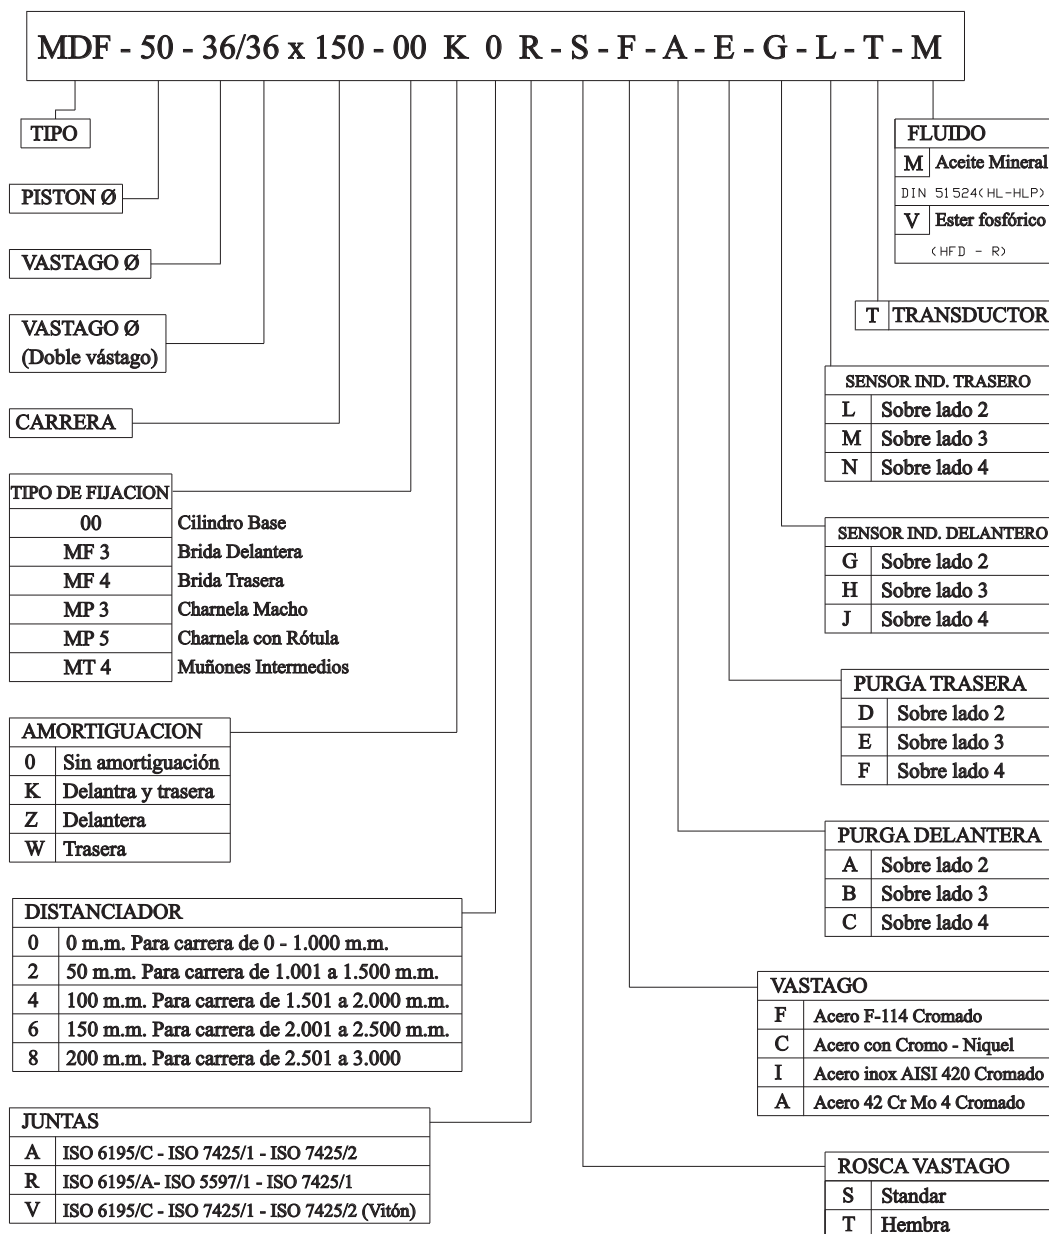 MDF - 50 - 36/36 x 150 - 00 K 0 R - S - F - A - E - G - L - T - M
TIPO
PISTON Ø
VASTAGO Ø
VASTAGO Ø
(Doble vástago)
CARRERA
TIPO DE FIJACION
00 Cilindro Base
MF 3 Brida Delantera
MF 4 Brida Trasera
MP 3 Charnela Macho
MP 5 Charnela con Rótula
MT 4 Muñones Intermedios
AMORTIGUACION
0 Sin amortiguación
K Delantra y trasera
Z Delantera
W Trasera
DISTANCIADOR
0 0 m.m. Para carrera de 0 - 1.000 m.m.
2 50 m.m. Para carrera de 1.001 a 1.500 m.m.
4 100 m.m. Para carrera de 1.501 a 2.000 m.m.
6 150 m.m. Para carrera de 2.001 a 2.500 m.m.
8 200 m.m. Para carrera de 2.501 a 3.000
JUNTAS
A ISO 6195/C - ISO 7425/1 - ISO 7425/2
R ISO 6195/A- ISO 5597/1 - ISO 7425/1
V ISO 6195/C - ISO 7425/1 - ISO 7425/2 (Vitón)
FLUIDO
M Aceite Mineral
DIN 51524(HL-HLP)
V Ester fosfórico
(HFD - R)
T TRANSDUCTOR
SENSOR IND. TRASERO
L Sobre lado 2
M Sobre lado 3
N Sobre lado 4
SENSOR IND. DELANTERO
G Sobre lado 2
H Sobre lado 3
J Sobre lado 4
PURGA TRASERA
D Sobre lado 2
E Sobre lado 3
F Sobre lado 4
PURGA DELANTERA
A Sobre lado 2
B Sobre lado 3
C Sobre lado 4
VASTAGO
F Acero F-114 Cromado
C Acero con Cromo - Niquel
I Acero inox AISI 420 Cromado
A Acero 42 Cr Mo 4 Cromado
ROSCA VASTAGO
S Standar
T Hembra